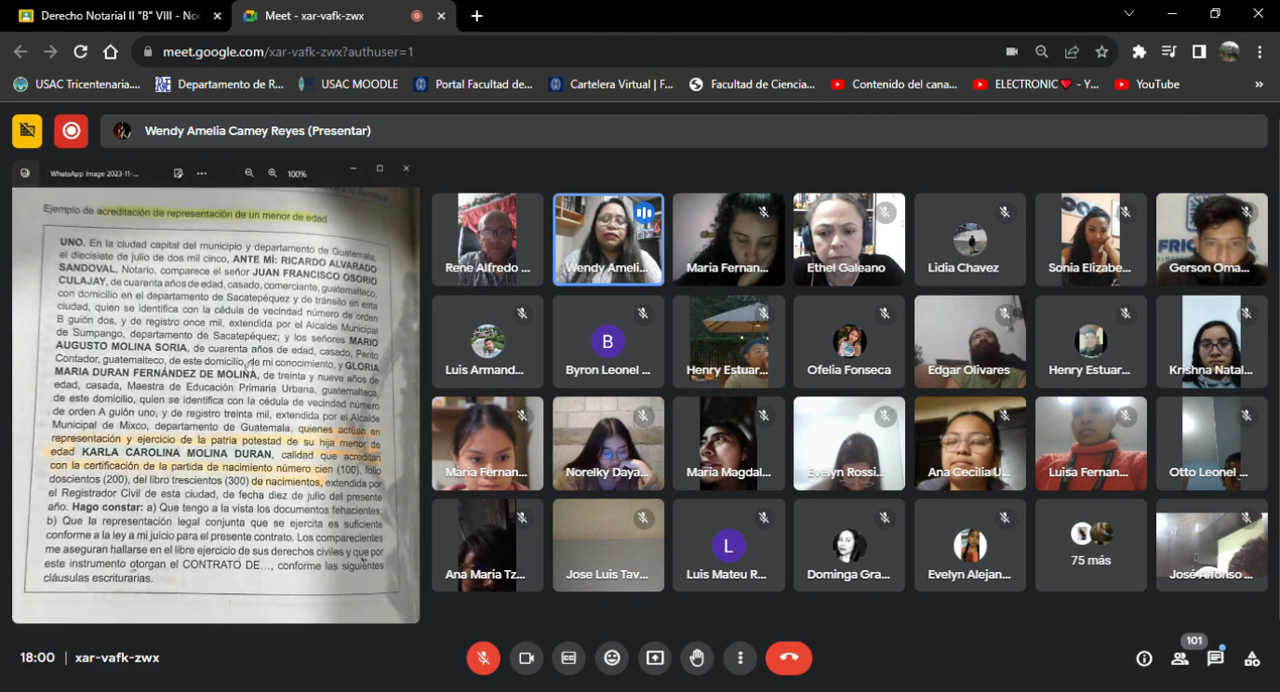 Derecho Notarial II "B" VIII - No
Meet - xar-vafk-zwx
meet.google.com/xar-vafk-zwx?authuser=1
USAC Tricentenaria....
Departamento de R...
USAC MOODLE
Portal Facultad de...
Cartelera Virtual | F...
Facultad de Ciencia...
Contenido del cana...
ELECTRONIC❤ - Y...
YouTube
»
Wendy Amelia Camey Reyes (Presentar)
WhatsApp Image 2023-11-...
100%
Ejemplo de acreditación de representación de un menor de edad
UNO. En la ciudad capital del municipio y departamento de Guatemala,
el diecisiete de julio de dos mil cinco, ANTE MÍ: RICARDO ALVARADO
SANDOVAL, Notario, comparece el señor JUAN FRANCISCO OSORIO
CULAJAY, de cuarenta años de edad, casado, comerciante, guatemalteco,
con domicilio en el departamento de Sacatepéquez y de tránsito en esta
ciudad, quien se identifica con la cédula de vecindad número de orden
B guión dos, y de registro once mil, extendida por el Alcalde Municipal
de Sumpango, departamento de Sacatepéquez; y los señores MARIO
AUGUSTO MOLINA SORIA, de cuarenta años de edad, casado, Perito
Contador, guatemalteco, de este domicilio, de mi conocimiento, y GLORIA
MARIA DURAN FERNÁNDEZ DE MOLINA, de treinta y nueve años de
edad, casada, Maestra de Educación Primaria Urbana, guatemalteca,
de este domicilio, quien se identifica con la cédula de vecindad número
de orden A guión uno, y de registro treinta mil, extendida por el Alcalde
Municipal de Mixco, departamento de Guatemala, quienes actúan en
representación y ejercicio de la patria potestad de su hija menor de
edad KARLA CAROLINA MOLINA DURAN, calidad que acreditan
con la certificación de la partida de nacimiento número cien (100), folio
doscientos (200), del libro trescientos (300) de nacimientos, extendida por
el Registrador Civil de esta ciudad, de fecha diez de julio del presente
año. Hago constar: a) Que tengo a la vista los documentos fehacientes;
b) Que la representación legal conjunta que se ejercita es suficiente
conforme a la ley a mi juicio para el presente contrato. Los comparecientes
me aseguran hallarse en el libre ejercicio de sus derechos civiles y que por
este instrumento otorgan el CONTRATO DE..., conforme las siguientes
cláusulas escriturarias.
Rene Alfredo ...
Wendy Ameli...
María Fernan...
Ethel Galeano
Lidia Chavez
Sonia Elizabe...
Gerson Oma...
Luis Armand...
B
Byron Leonel ...
Henry Estuar...
Ofelia Fonseca
Edgar Olivares
Henry Estuar...
Krishna Natal...
María Fernan...
Norelky Daya...
María Magdal...
Evelyn Rossi...
Ana Cecilia U...
Luisa Fernan...
Otto Leonel ...
Ana María Tz...
Jose Luis Tav...
L
Luis Mateu R...
Dominga Gra...
Evelyn Alejan...
75 más
José Alfonso ...
18:00 | xar-vafk-zwx
101